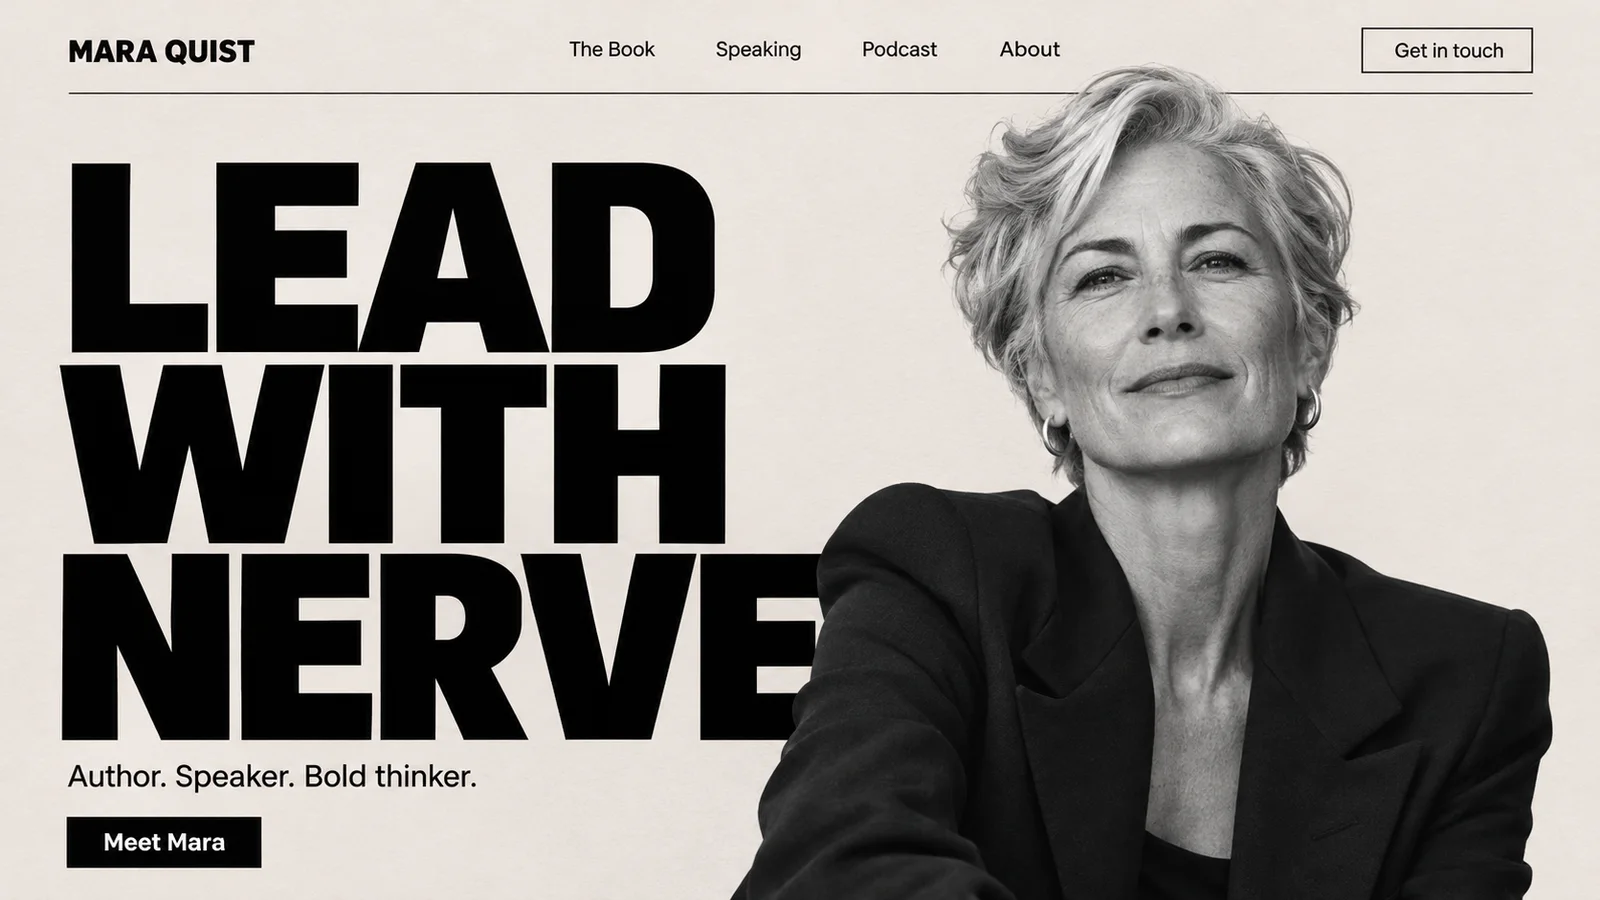 MARA QUIST
The Book
Speaking
Podcast
About
Get in touch
LEAD
WITH
NERVE
Author. Speaker. Bold thinker.
Meet Mara